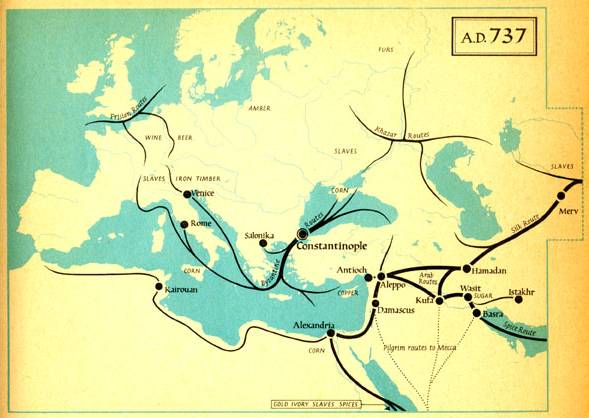 A.D. 737
FURS
AMBER
Frisian Routes
Khazar Routes
WINE
BEER
SLAVES
SLAVES
SLAVES
IRON TIMBER
CORN
Venice
Merv
Rome
Salonika
Routes
Constantinople
Silk Route
Byzantine
CORN
Antioch
Aleppo
Arab Routes
Hamadan
Kairouan
COPPER
Kufa
Wasit
SUGAR
Istakhr
Damascus
Basra
Alexandria
Spice Route
CORN
Pilgrim routes to Mecca
GOLD IVORY SLAVES SPICES